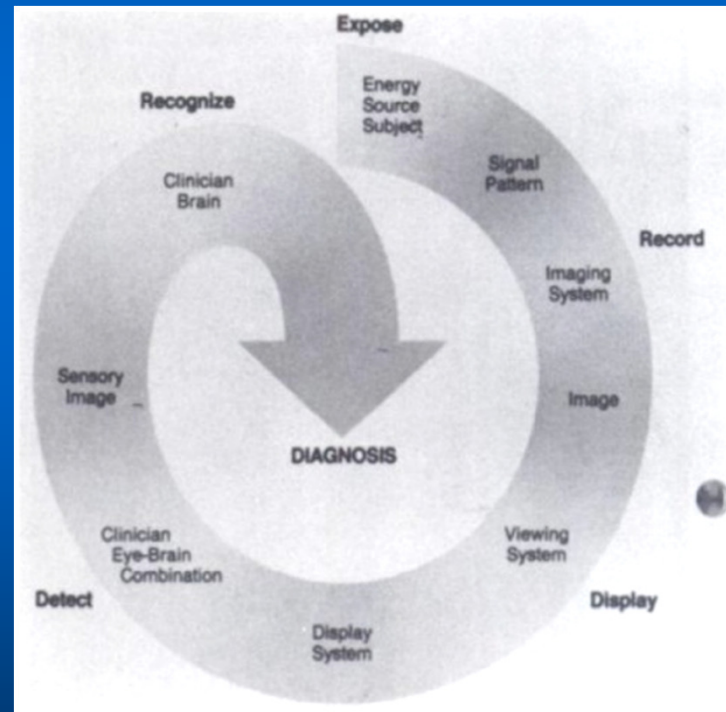 Expose
Energy
Source
Subject
Signal
Pattern
Record
Imaging
System
Image
Viewing
System
Display
Display
System
Detect
Clinician
Eye-Brain
Combination
Sensory
Image
Recognize
Clinician
Brain
DIAGNOSIS